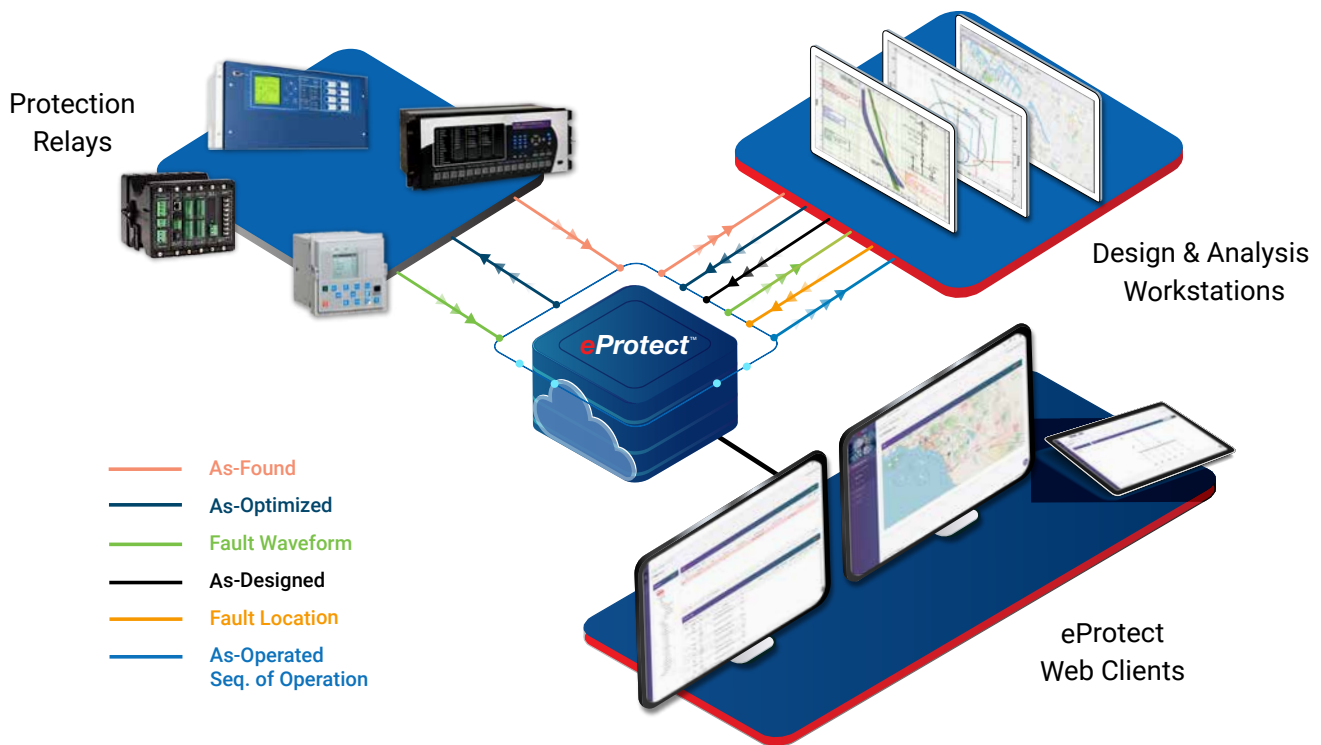 Protection
Relays
Design & Analysis
Workstations
eProtect™
As-Found
As-Optimized
Fault Waveform
As-Designed
Fault Location
As-Operated
Seq. of Operation
eProtect
Web Clients